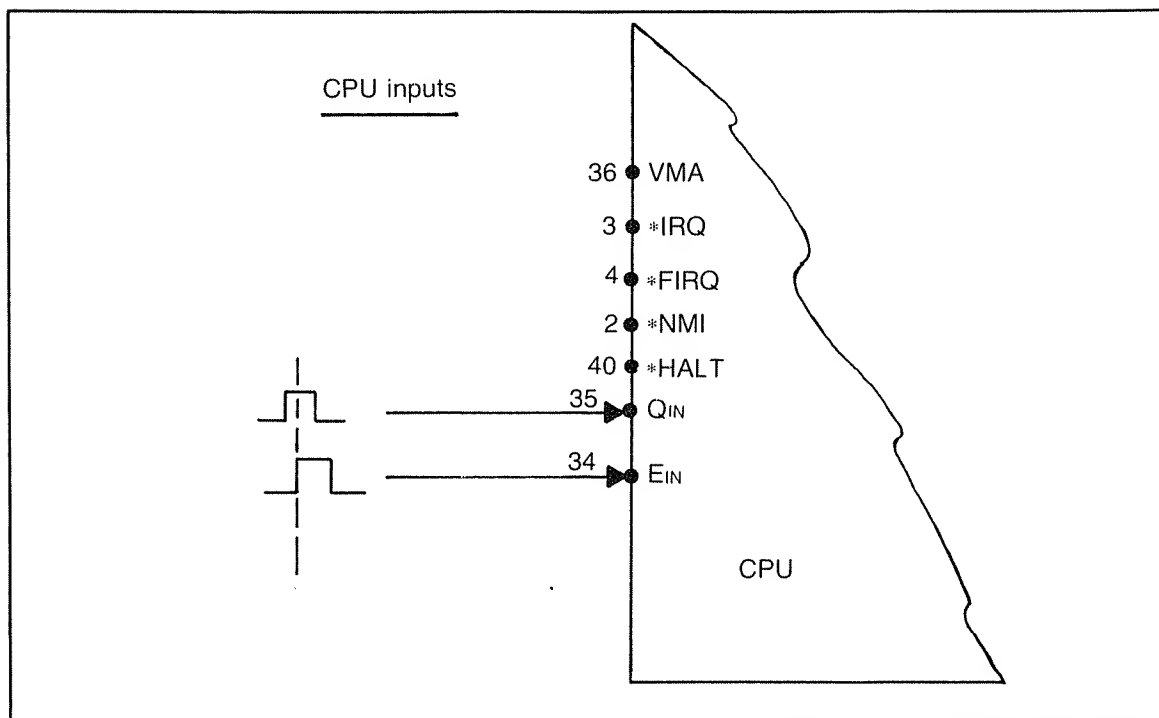 CPU inputs
36 VMA
3 *IRQ
4 *FIRQ
2 *NMI
40 *HALT
35 QIN
34 EIN
CPU